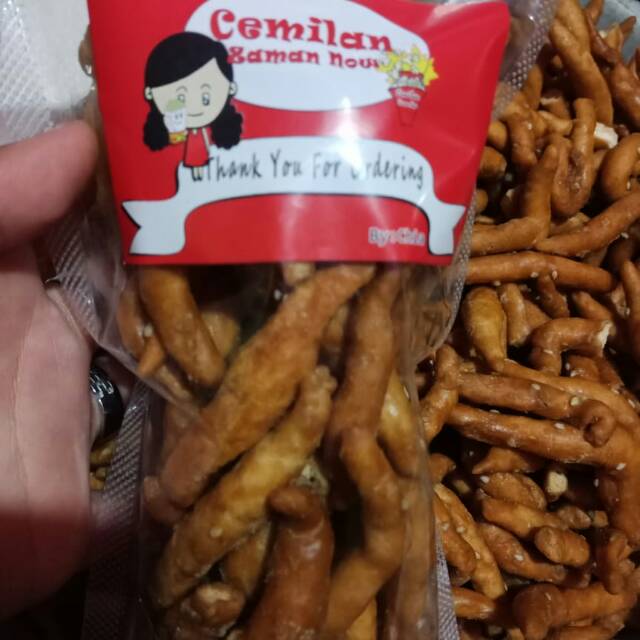 Cemilan
Zaman Now
Thank You For Ordering